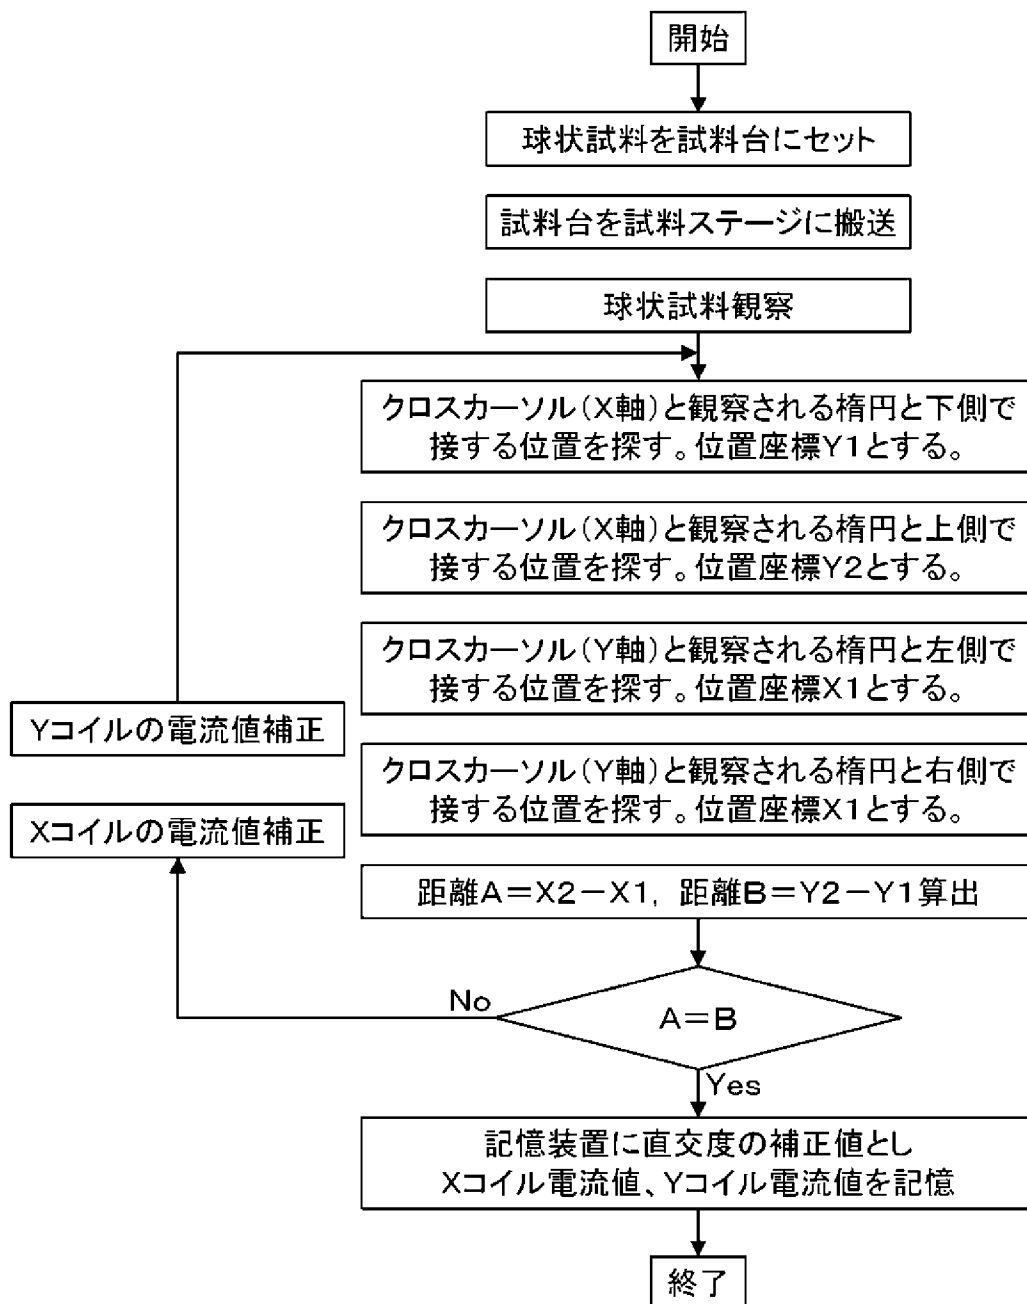 開始
球状試料を試料台にセット
試料台を試料ステージに搬送
球状試料観察
クロスカーソル(X軸)と観察される楕円と下側で
接する位置を探す。位置座標Y1とする。
クロスカーソル(X軸)と観察される楕円と上側で
接する位置を探す。位置座標Y2とする。
クロスカーソル(Y軸)と観察される楕円と左側で
接する位置を探す。位置座標X1とする。
Yコイルの電流値補正
クロスカーソル(Y軸)と観察される楕円と右側で
接する位置を探す。位置座標X1とする。
Xコイルの電流値補正
距離A=X2-X1, 距離B=Y2-Y1算出
No
A=B
Yes
記憶装置に直交度の補正値とし
Xコイル電流値、Yコイル電流値を記憶
終了